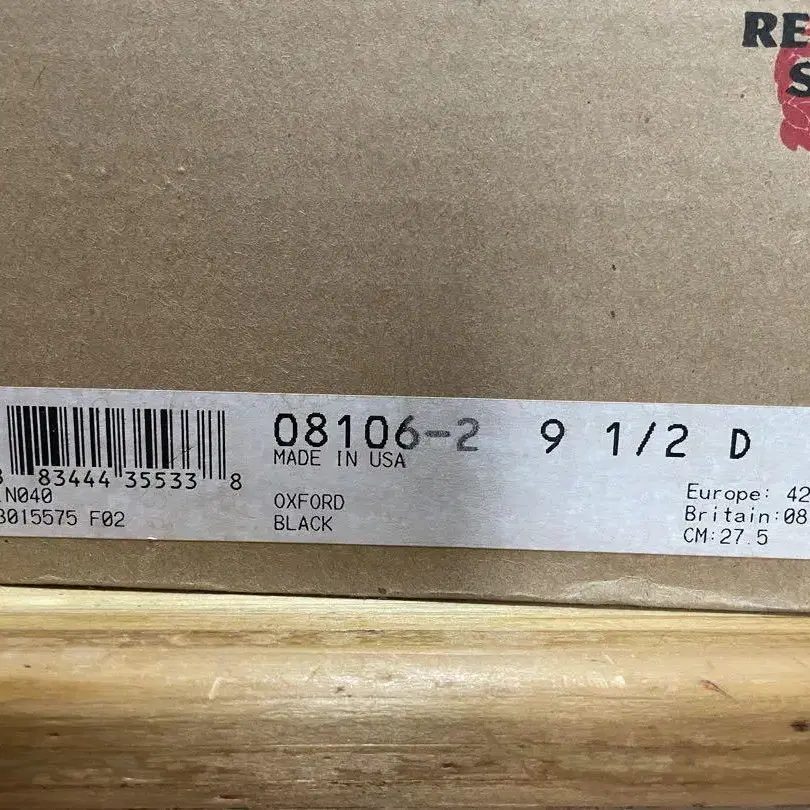 RE
S
08106-2 9 1/2 D
MADE IN USA
83444 35533 8
N040
3015575 F02
OXFORD
BLACK
Europe: 42
Britain:08
CM:27.5